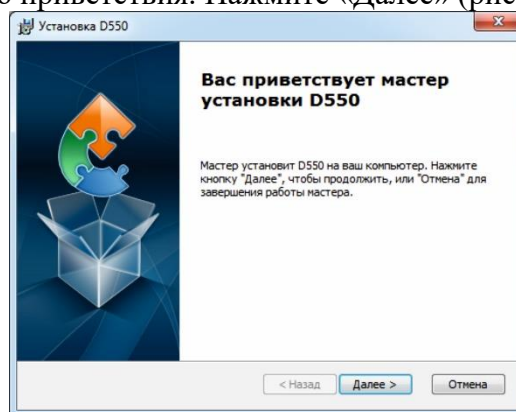 приветствия. Нажмите «Далее» (рис
Установка D550
Вас приветствует мастер
установки D550
Мастер установит D550 на ваш компьютер. Нажмите
кнопку "Далее", чтобы продолжить, или "Отмена" для
завершения работы мастера.
< Назад Далее > Отмена